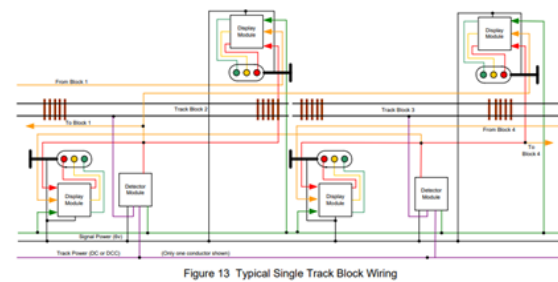 Display
Module
Display
Module
From Block 1
Track Block 2
Track Block 3
To Block 1
From Block 4
To
Block 4
Display
Module
Detector
Module
Display
Module
Detector
Module
Signal Power (6v)
Track Power (DC or DCC)
(Only one conductor shown)
Figure 13 Typical Single Track Block Wiring